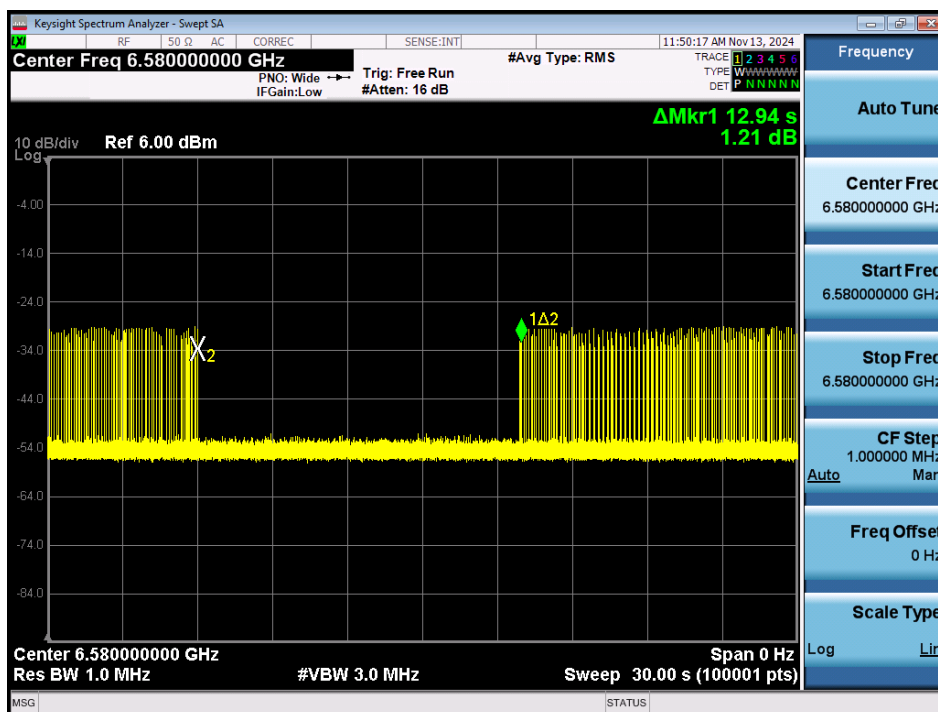 Keysight Spectrum Analyzer - Swept SA
LXI RF 50 Ω AC CORREC SENSE:INT 11:50:17 AM Nov 13, 2024
Center Freq 6.580000000 GHz
PNO: Wide
IFGain:Low
Trig: Free Run
#Atten: 16 dB
#Avg Type: RMS
TRACE 1 2 3 4 5 6
TYPE WWWWWW
DET P N N N N N
ΔMkr1 12.94 s
1.21 dB
10 dB/div
Log
Ref 6.00 dBm
-4.00
-14.0
-24.0
-34.0
-44.0
-54.0
-64.0
-74.0
-84.0
X2
1Δ2
Center 6.580000000 GHz
Span 0 Hz
Res BW 1.0 MHz
#VBW 3.0 MHz
Sweep 30.00 s (100001 pts)
MSG
STATUS
Frequency
Auto Tune
Center Freq
6.580000000 GHz
Start Freq
6.580000000 GHz
Stop Freq
6.580000000 GHz
CF Step
1.000000 MHz
Auto Man
Freq Offset
0 Hz
Scale Type
Log Lin